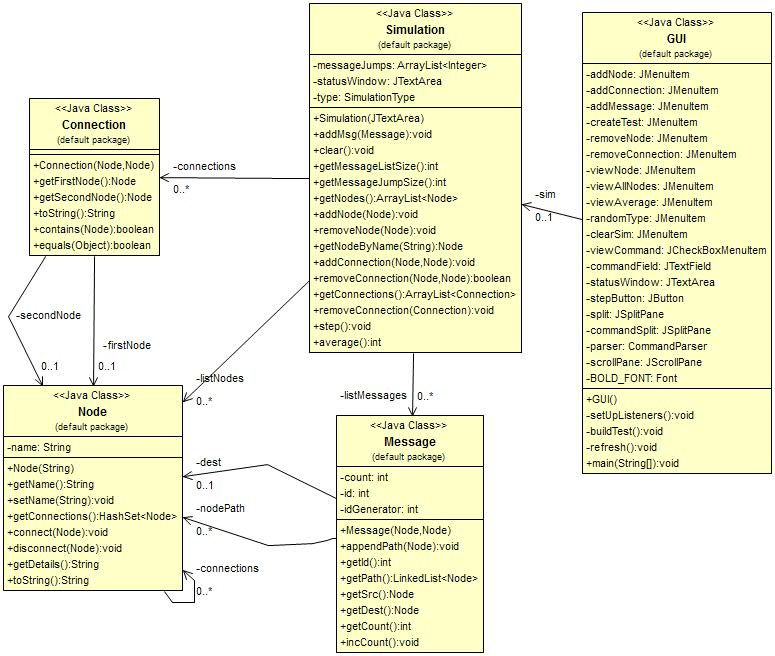 <<Java Class>>
Simulation
(default package)
-messageJumps: ArrayList<Integer>
-statusWindow: JTextArea
-type: SimulationType
+Simulation(JTextArea)
+addMsg(Message):void
+clear():void
+getMessageListSize():int
+getMessageJumpSize():int
+getNodes():ArrayList<Node>
+addNode(Node):void
+removeNode(Node):void
+getNodeByName(String):Node
+addConnection(Node,Node):void
+removeConnection(Node,Node):boolean
+getConnections():ArrayList<Connection>
+removeConnection(Connection):void
+step():void
+average():int
<<Java Class>>
GUI
(default package)
-addNode: JMenuItem
-addConnection: JMenuItem
-addMessage: JMenuItem
-createTest: JMenuItem
-removeNode: JMenuItem
-removeConnection: JMenuItem
-viewNode: JMenuItem
-viewAllNodes: JMenuItem
-viewAverage: JMenuItem
-randomType: JMenuItem
-clearSim: JMenuItem
-viewCommand: JCheckBoxMenuItem
-commandField: JTextField
-statusWindow: JTextArea
-stepButton: JButton
-split: JSplitPane
-commandSplit: JSplitPane
-parser: CommandParser
-scrollPane: JScrollPane
-BOLD_FONT: Font
+GUI()
-setUpListeners():void
-buildTest():void
-refresh():void
+main(String[]):void
<<Java Class>>
Connection
(default package)
+Connection(Node,Node)
+getFirstNode():Node
+getSecondNode():Node
+toString():String
+contains(Node):boolean
+equals(Object):boolean
-connections
0..*
-sim
0..1
-secondNode
0..1
-firstNode
0..1
-listNodes
0..*
-listMessages
0..*
<<Java Class>>
Node
(default package)
-name: String
+Node(String)
+getName():String
+setName(String):void
+getConnections():HashSet<Node>
+connect(Node):void
+disconnect(Node):void
+getDetails():String
+toString():String
-dest
0..1
-nodePath
0..*
-connections
0..*
<<Java Class>>
Message
(default package)
-count: int
-id: int
-idGenerator: int
+Message(Node,Node)
+appendPath(Node):void
+getId():int
+getPath():LinkedList<Node>
+getSrc():Node
+getDest():Node
+getCount():int
+incCount():void